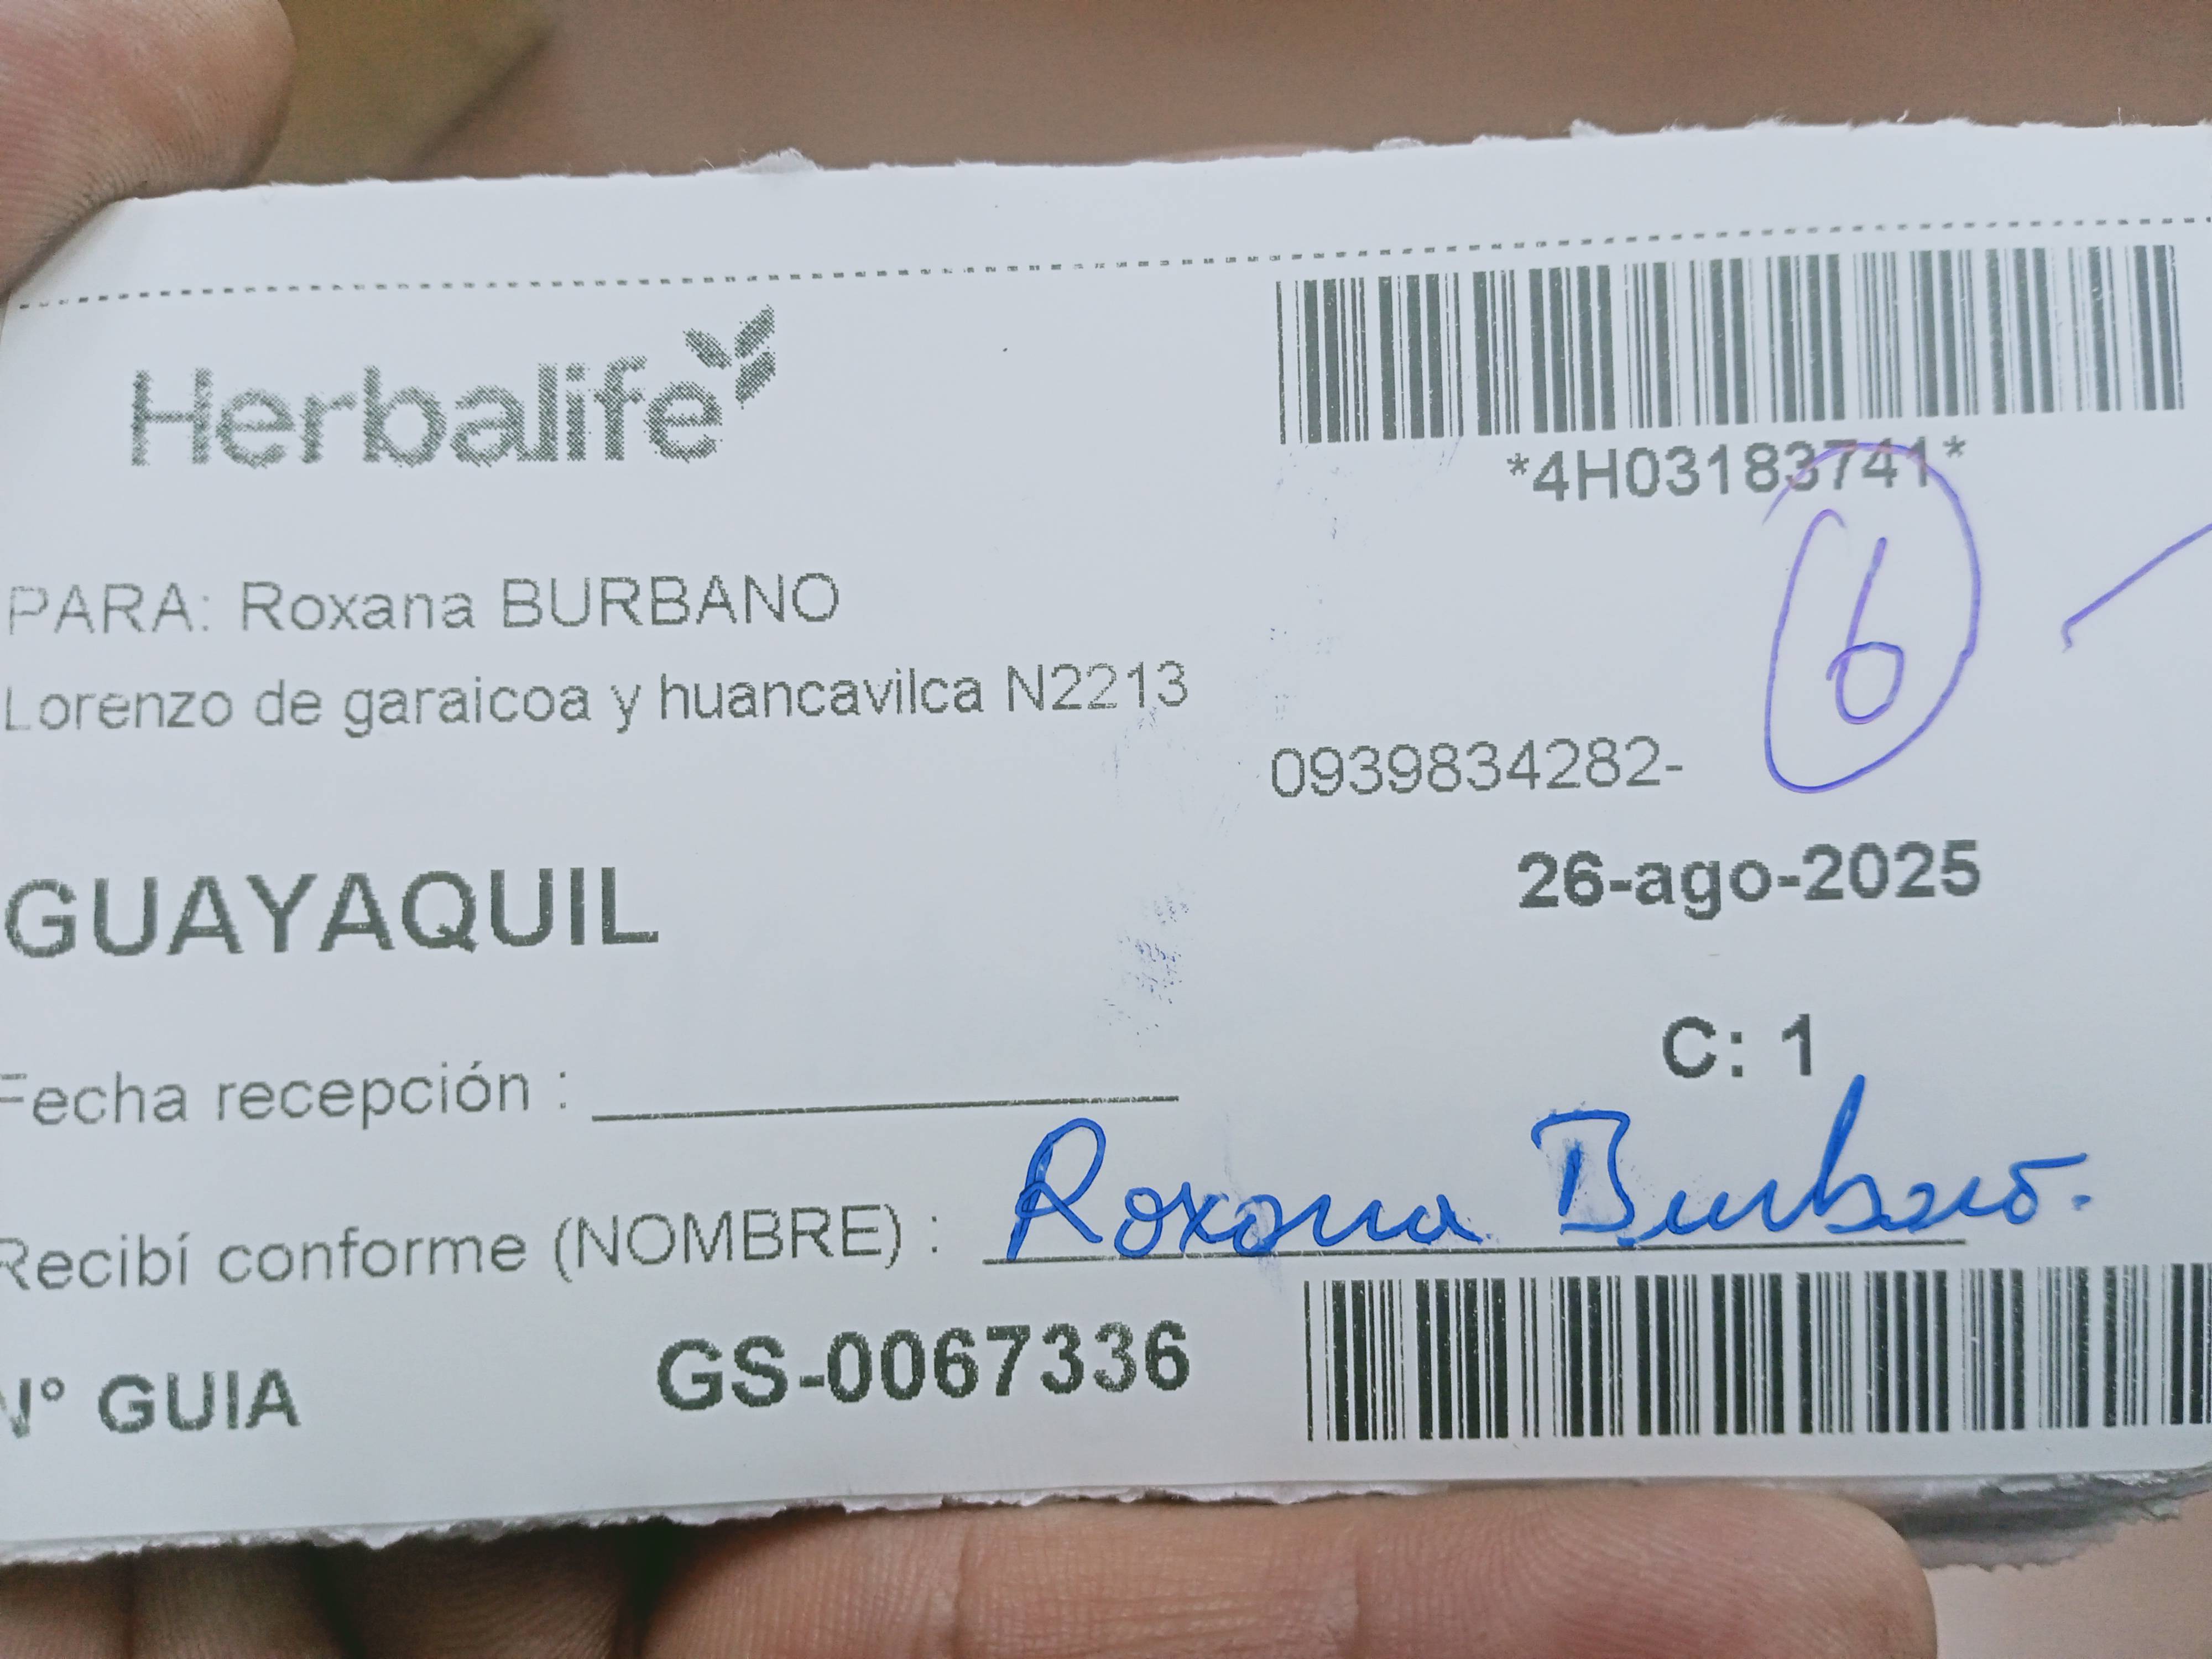 Herbalife
*4H03183741*
6
PARA: Roxana BURBANO
Lorenzo de garaicoa y huancavilca N2213
0939834282-
GUAYAQUIL
26-ago-2025
C: 1
Fecha recepción :
Recibí conforme (NOMBRE) : Roxana Burbano.
N° GUIA GS-0067336